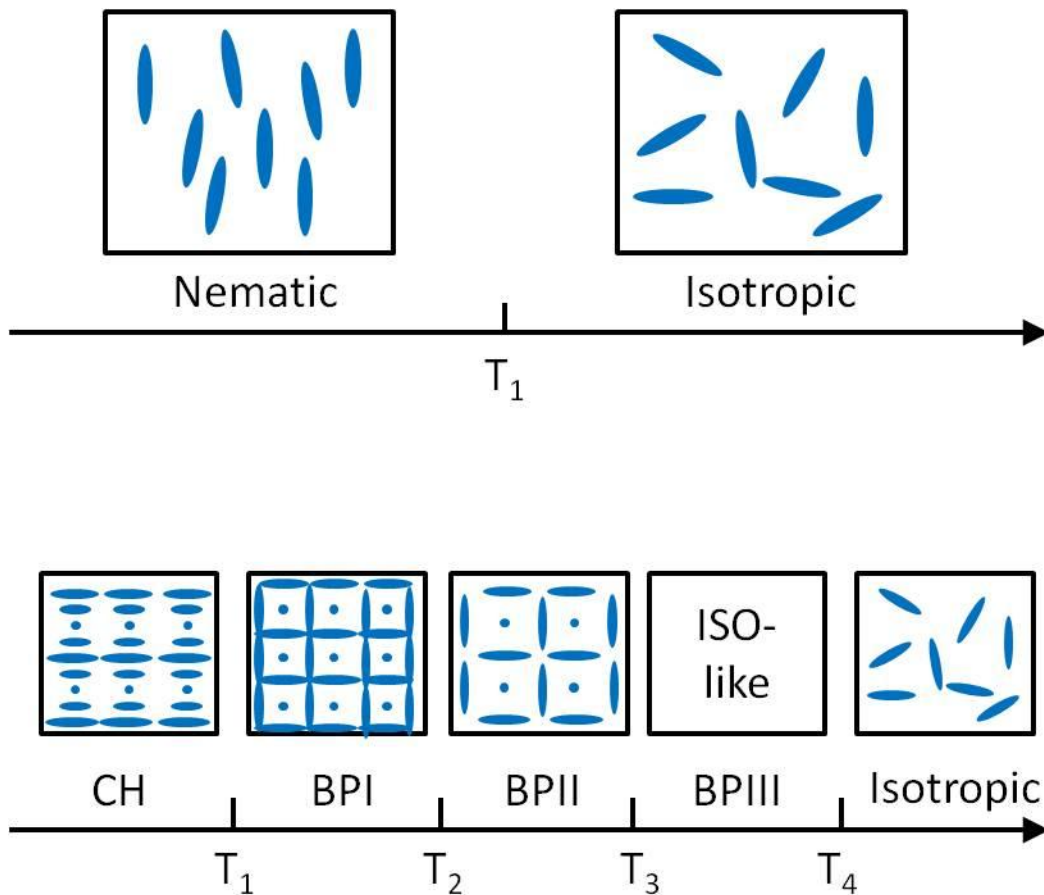 Nematic Isotropic
T₁
ISO-
like
CH BPI BPII BPIII Isotropic
T₁ T₂ T₃ T₄